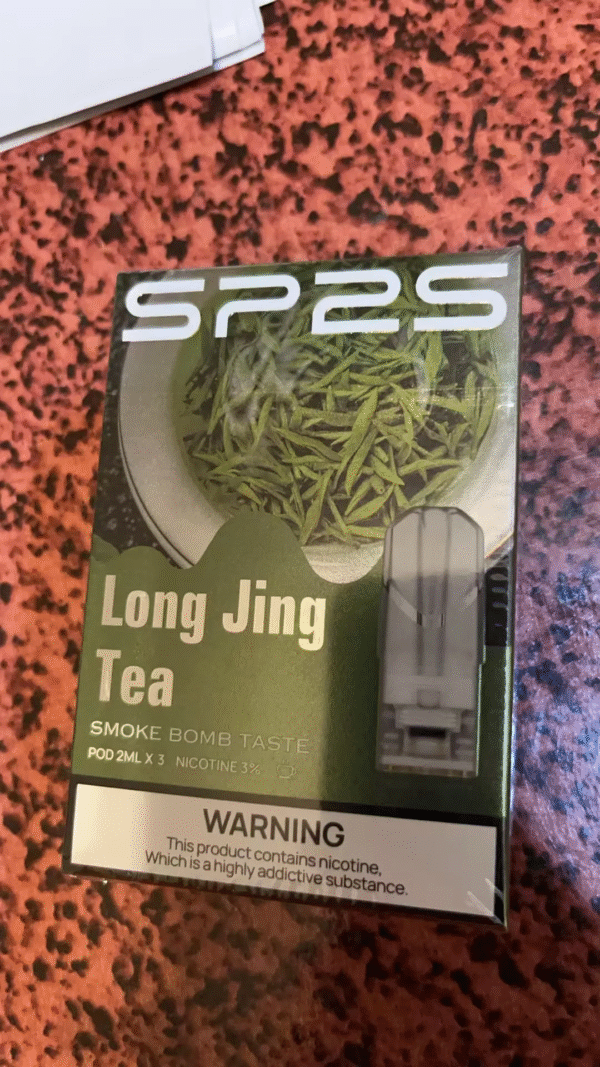 SP2S
Long Jing
Tea
SMOKE BOMB TASTE
POD 2ML X 3 NICOTINE 3%
WARNING
This product contains nicotine,
Which is a highly addictive substance.